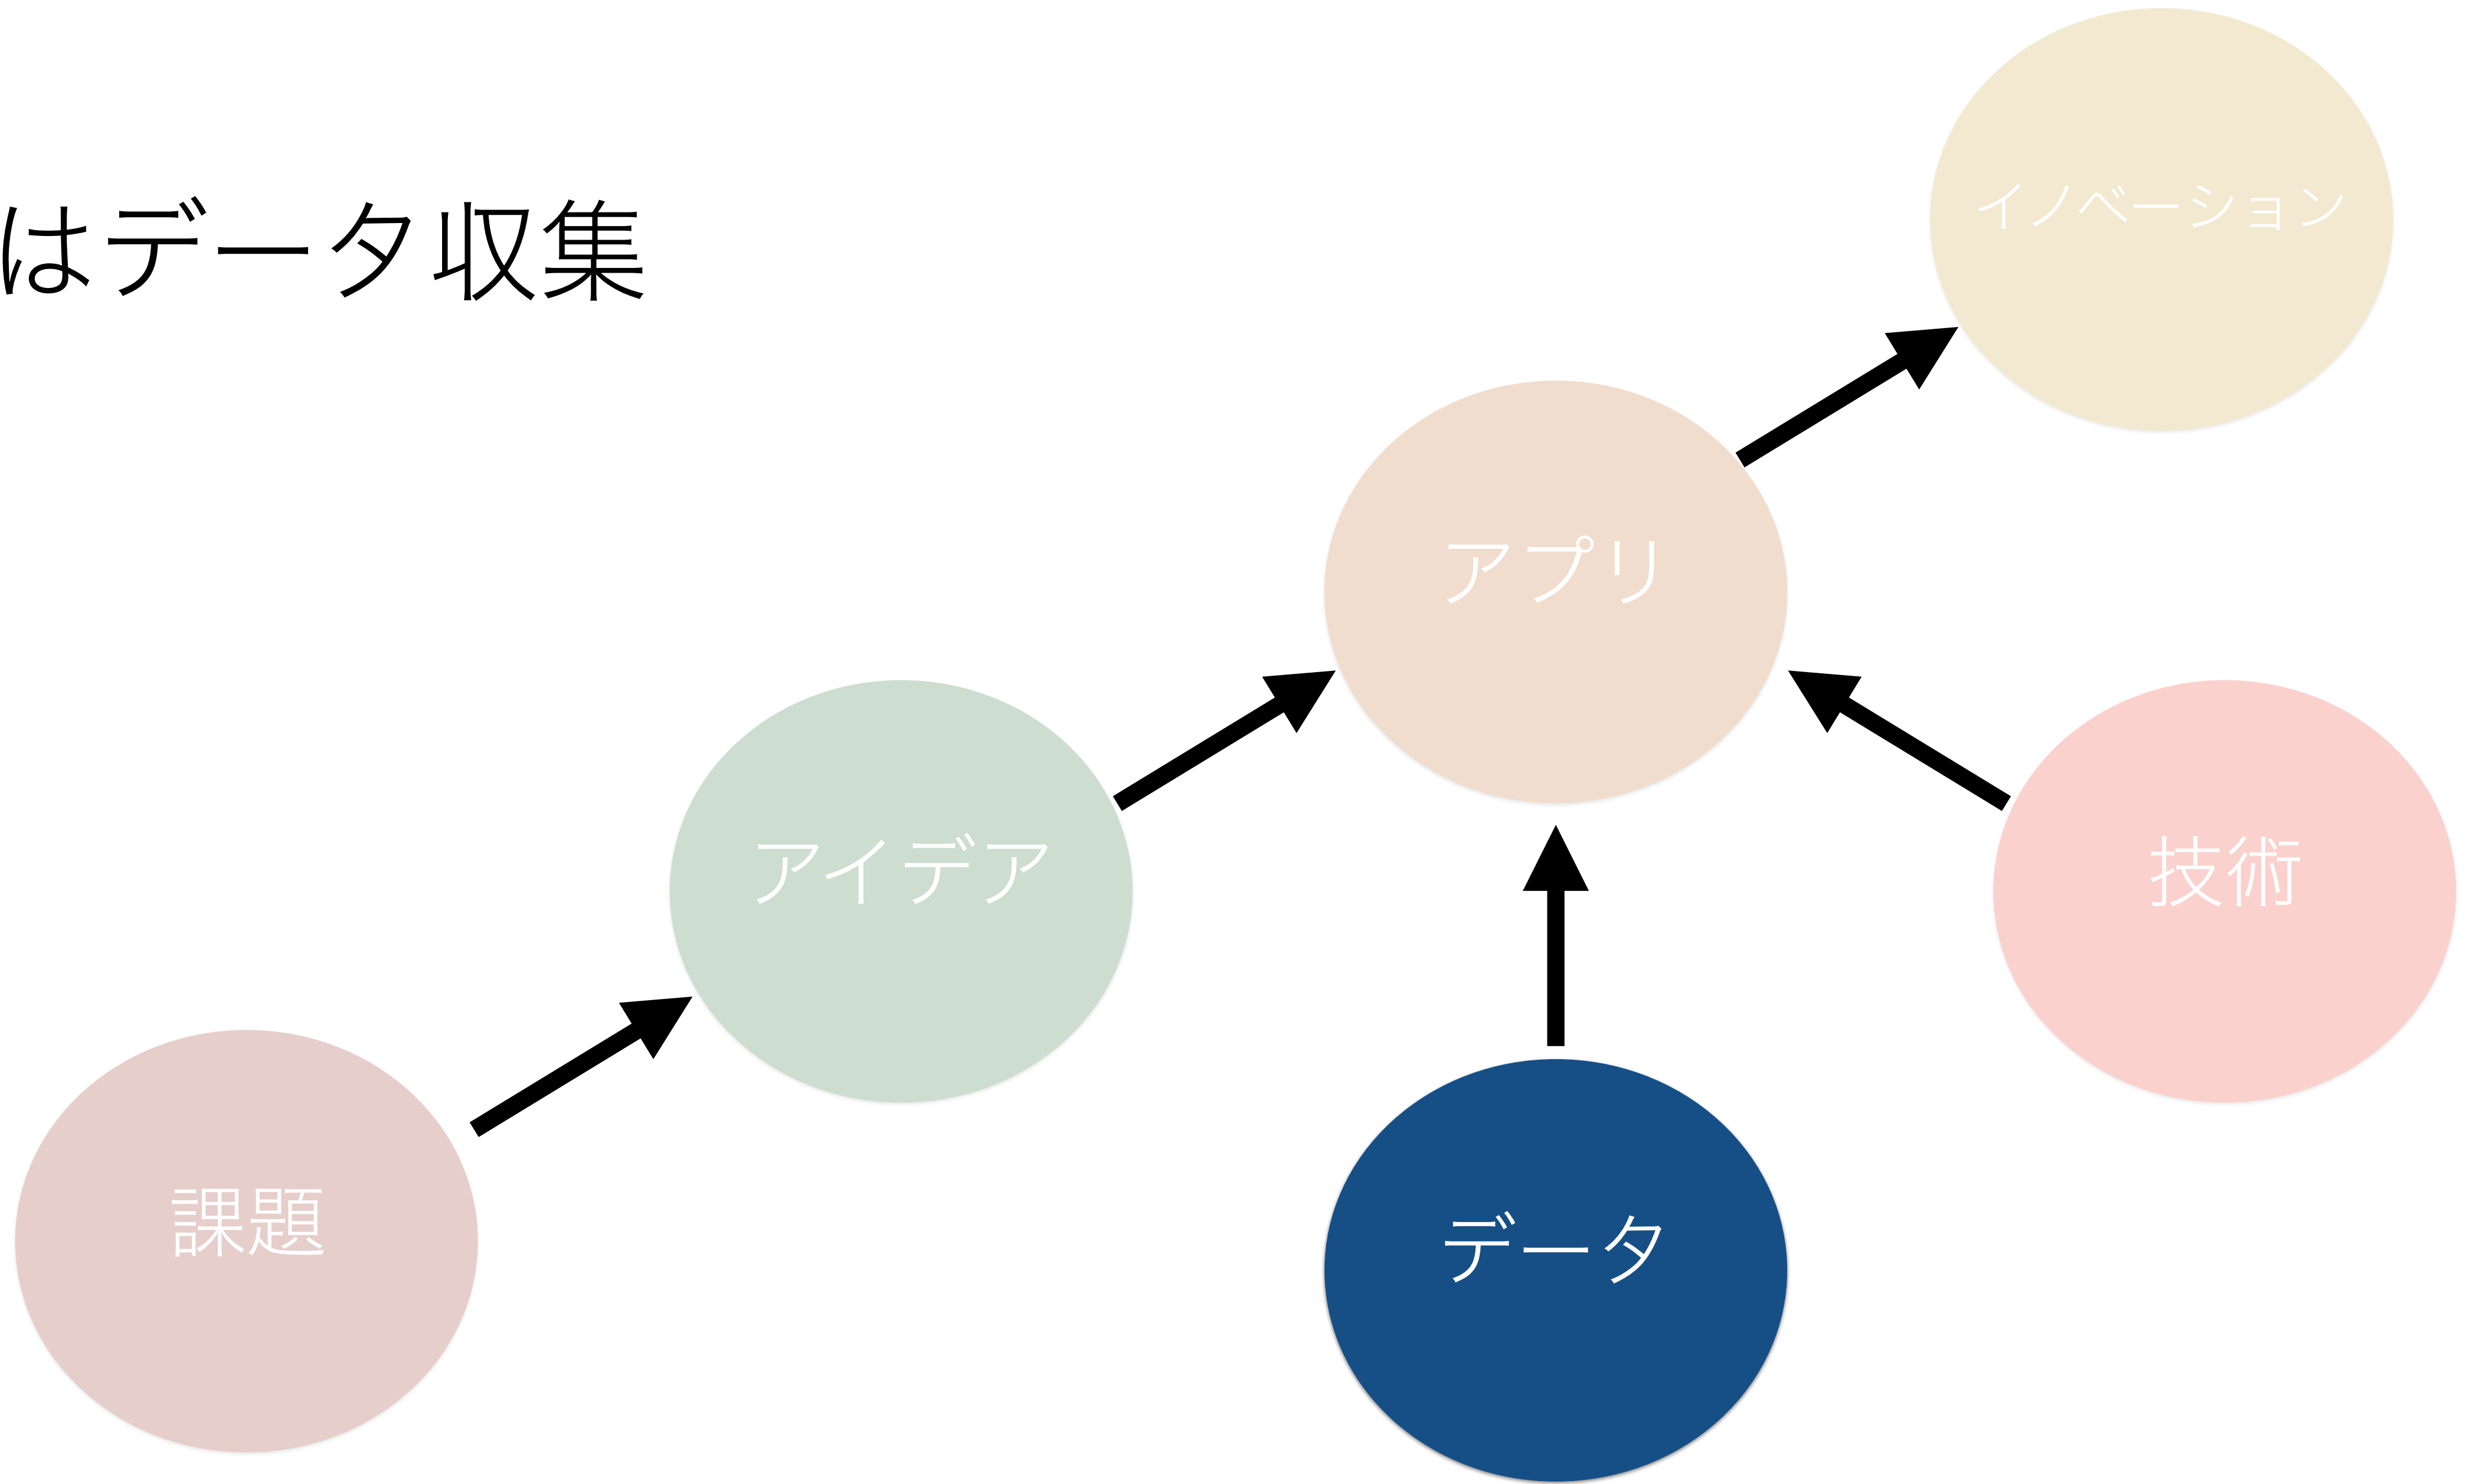 はデータ収集
イノベーション
アプリ
アイデア
技術
課題
データ